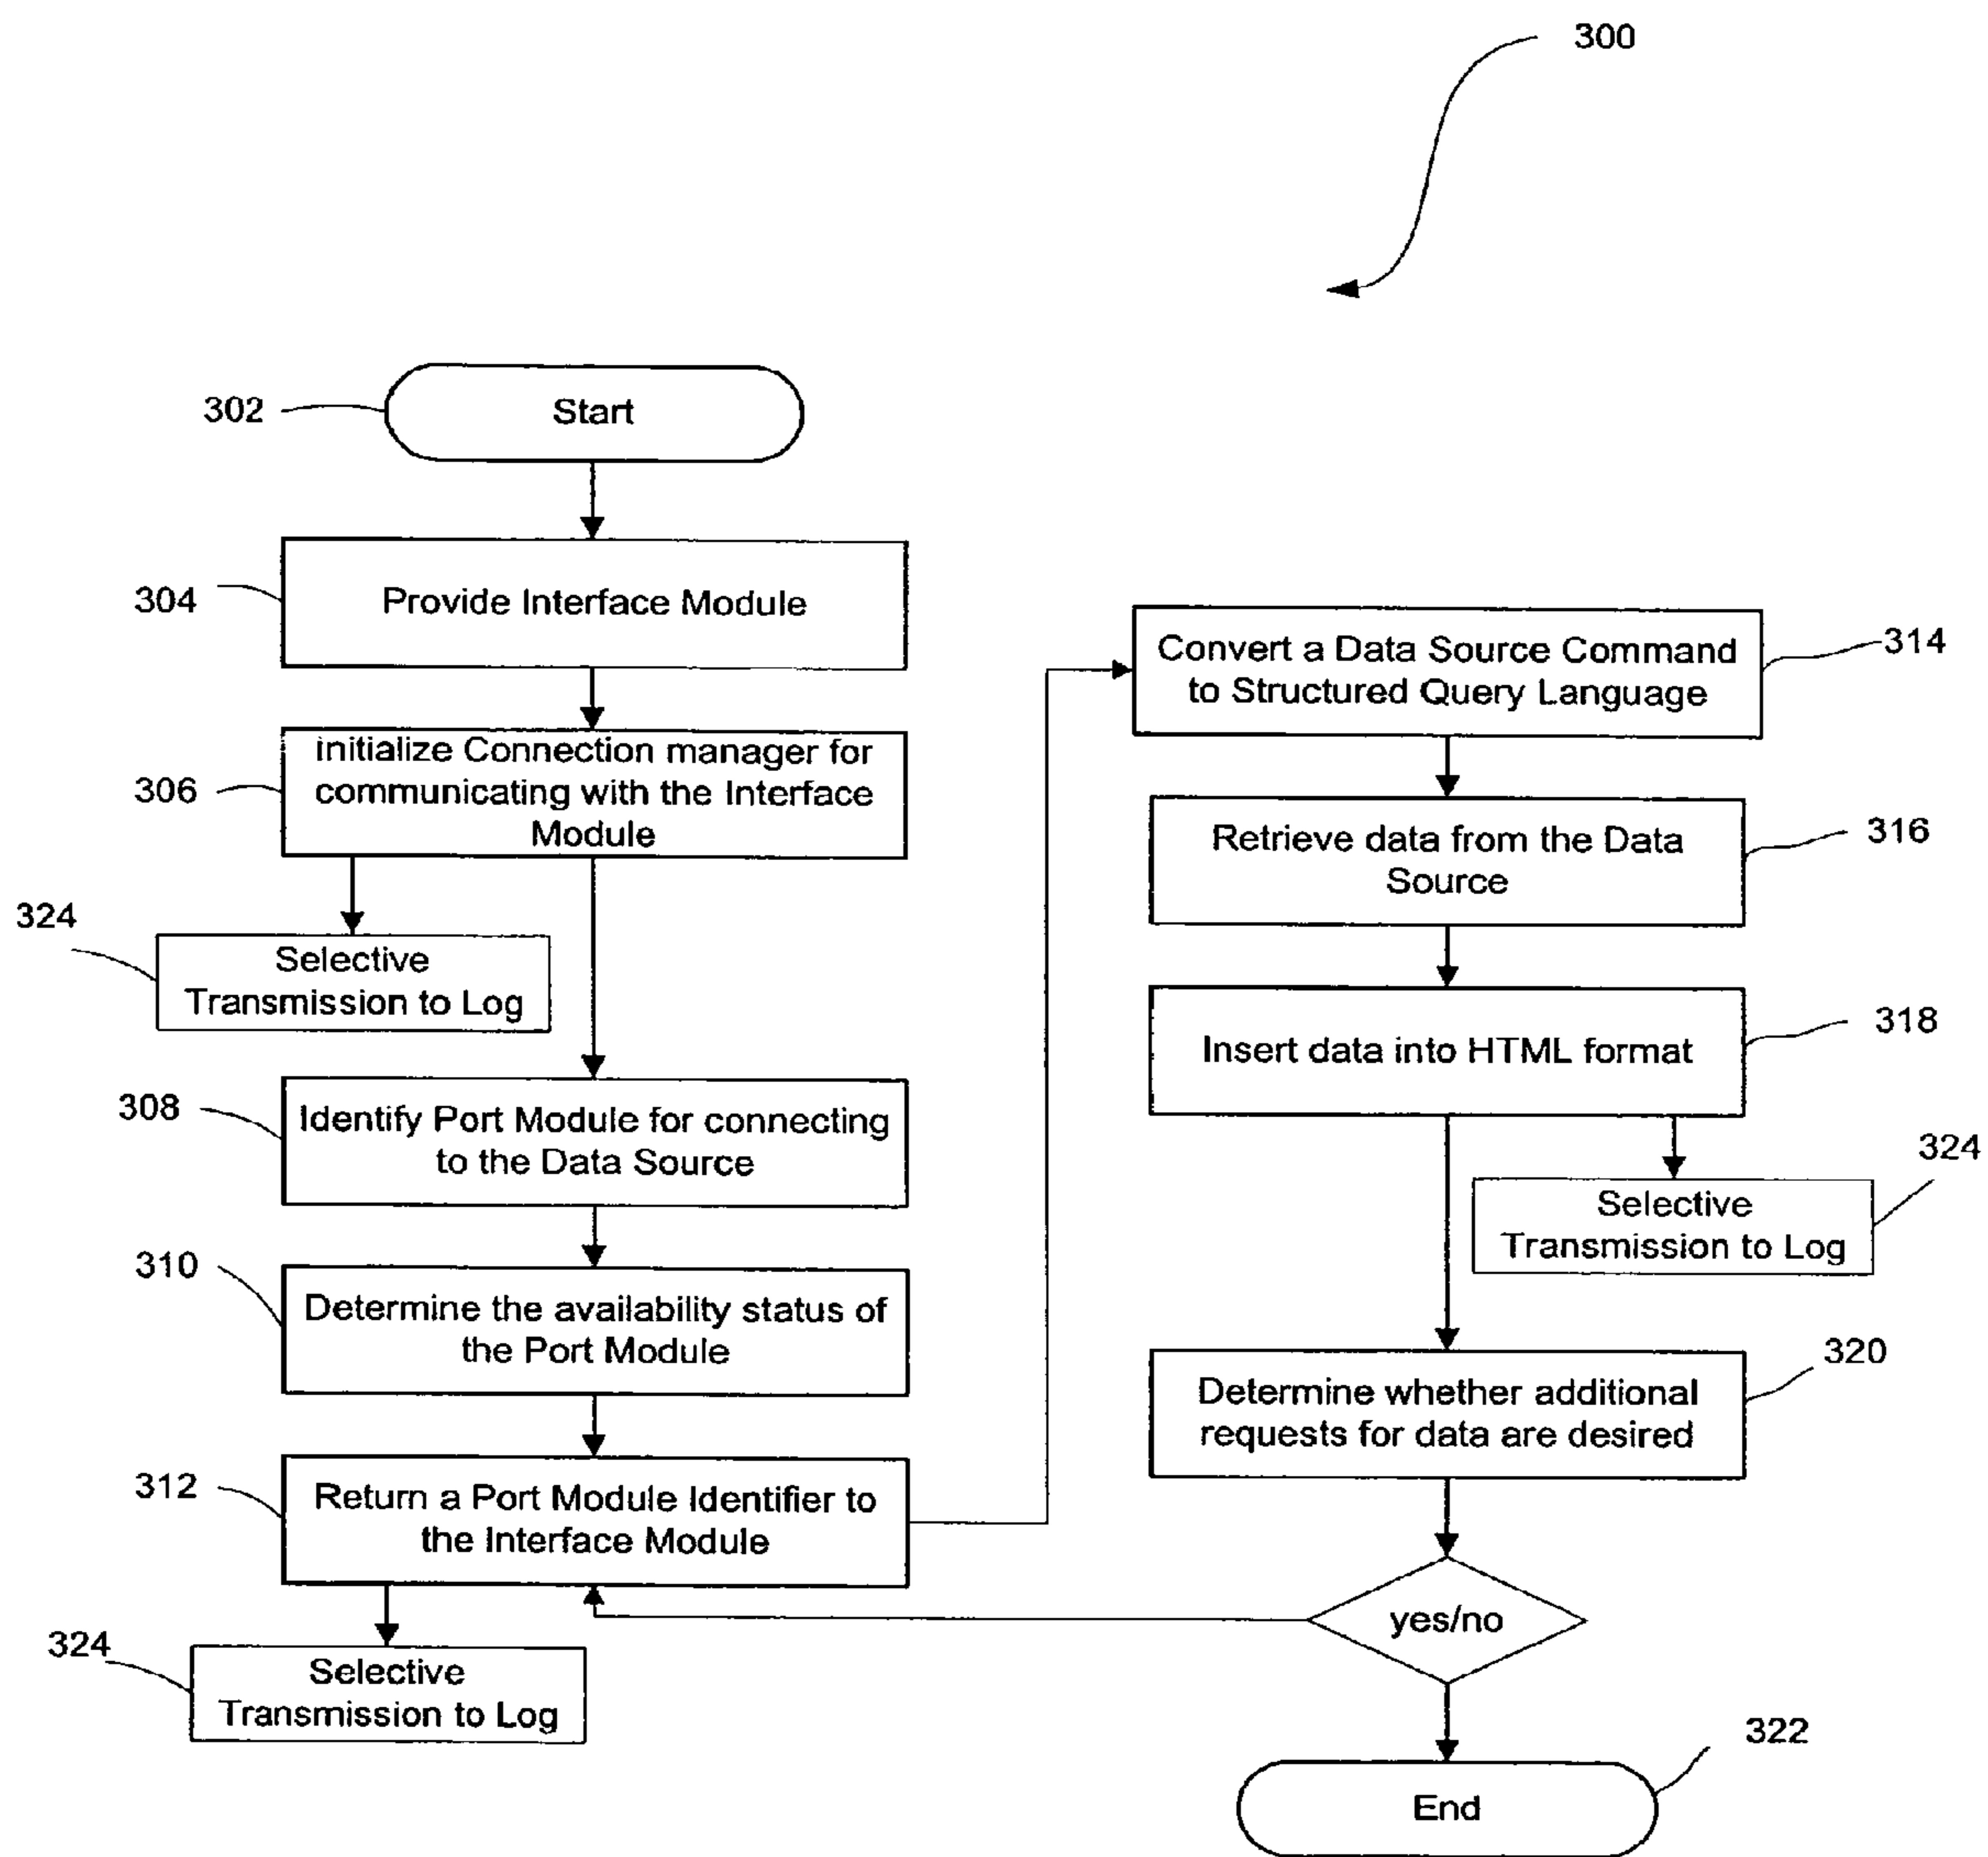 300
302
Start
304
Provide Interface Module
306
Initialize Connection manager for
communicating with the Interface
Module
324
Selective
Transmission to Log
308
Identify Port Module for connecting
to the Data Source
310
Determine the availability status of
the Port Module
312
Return a Port Module Identifier to
the Interface Module
324
Selective
Transmission to Log
314
Convert a Data Source Command
to Structured Query Language
316
Retrieve data from the Data
Source
318
Insert data into HTML format
324
Selective
Transmission to Log
320
Determine whether additional
requests for data are desired
yes/no
322
End